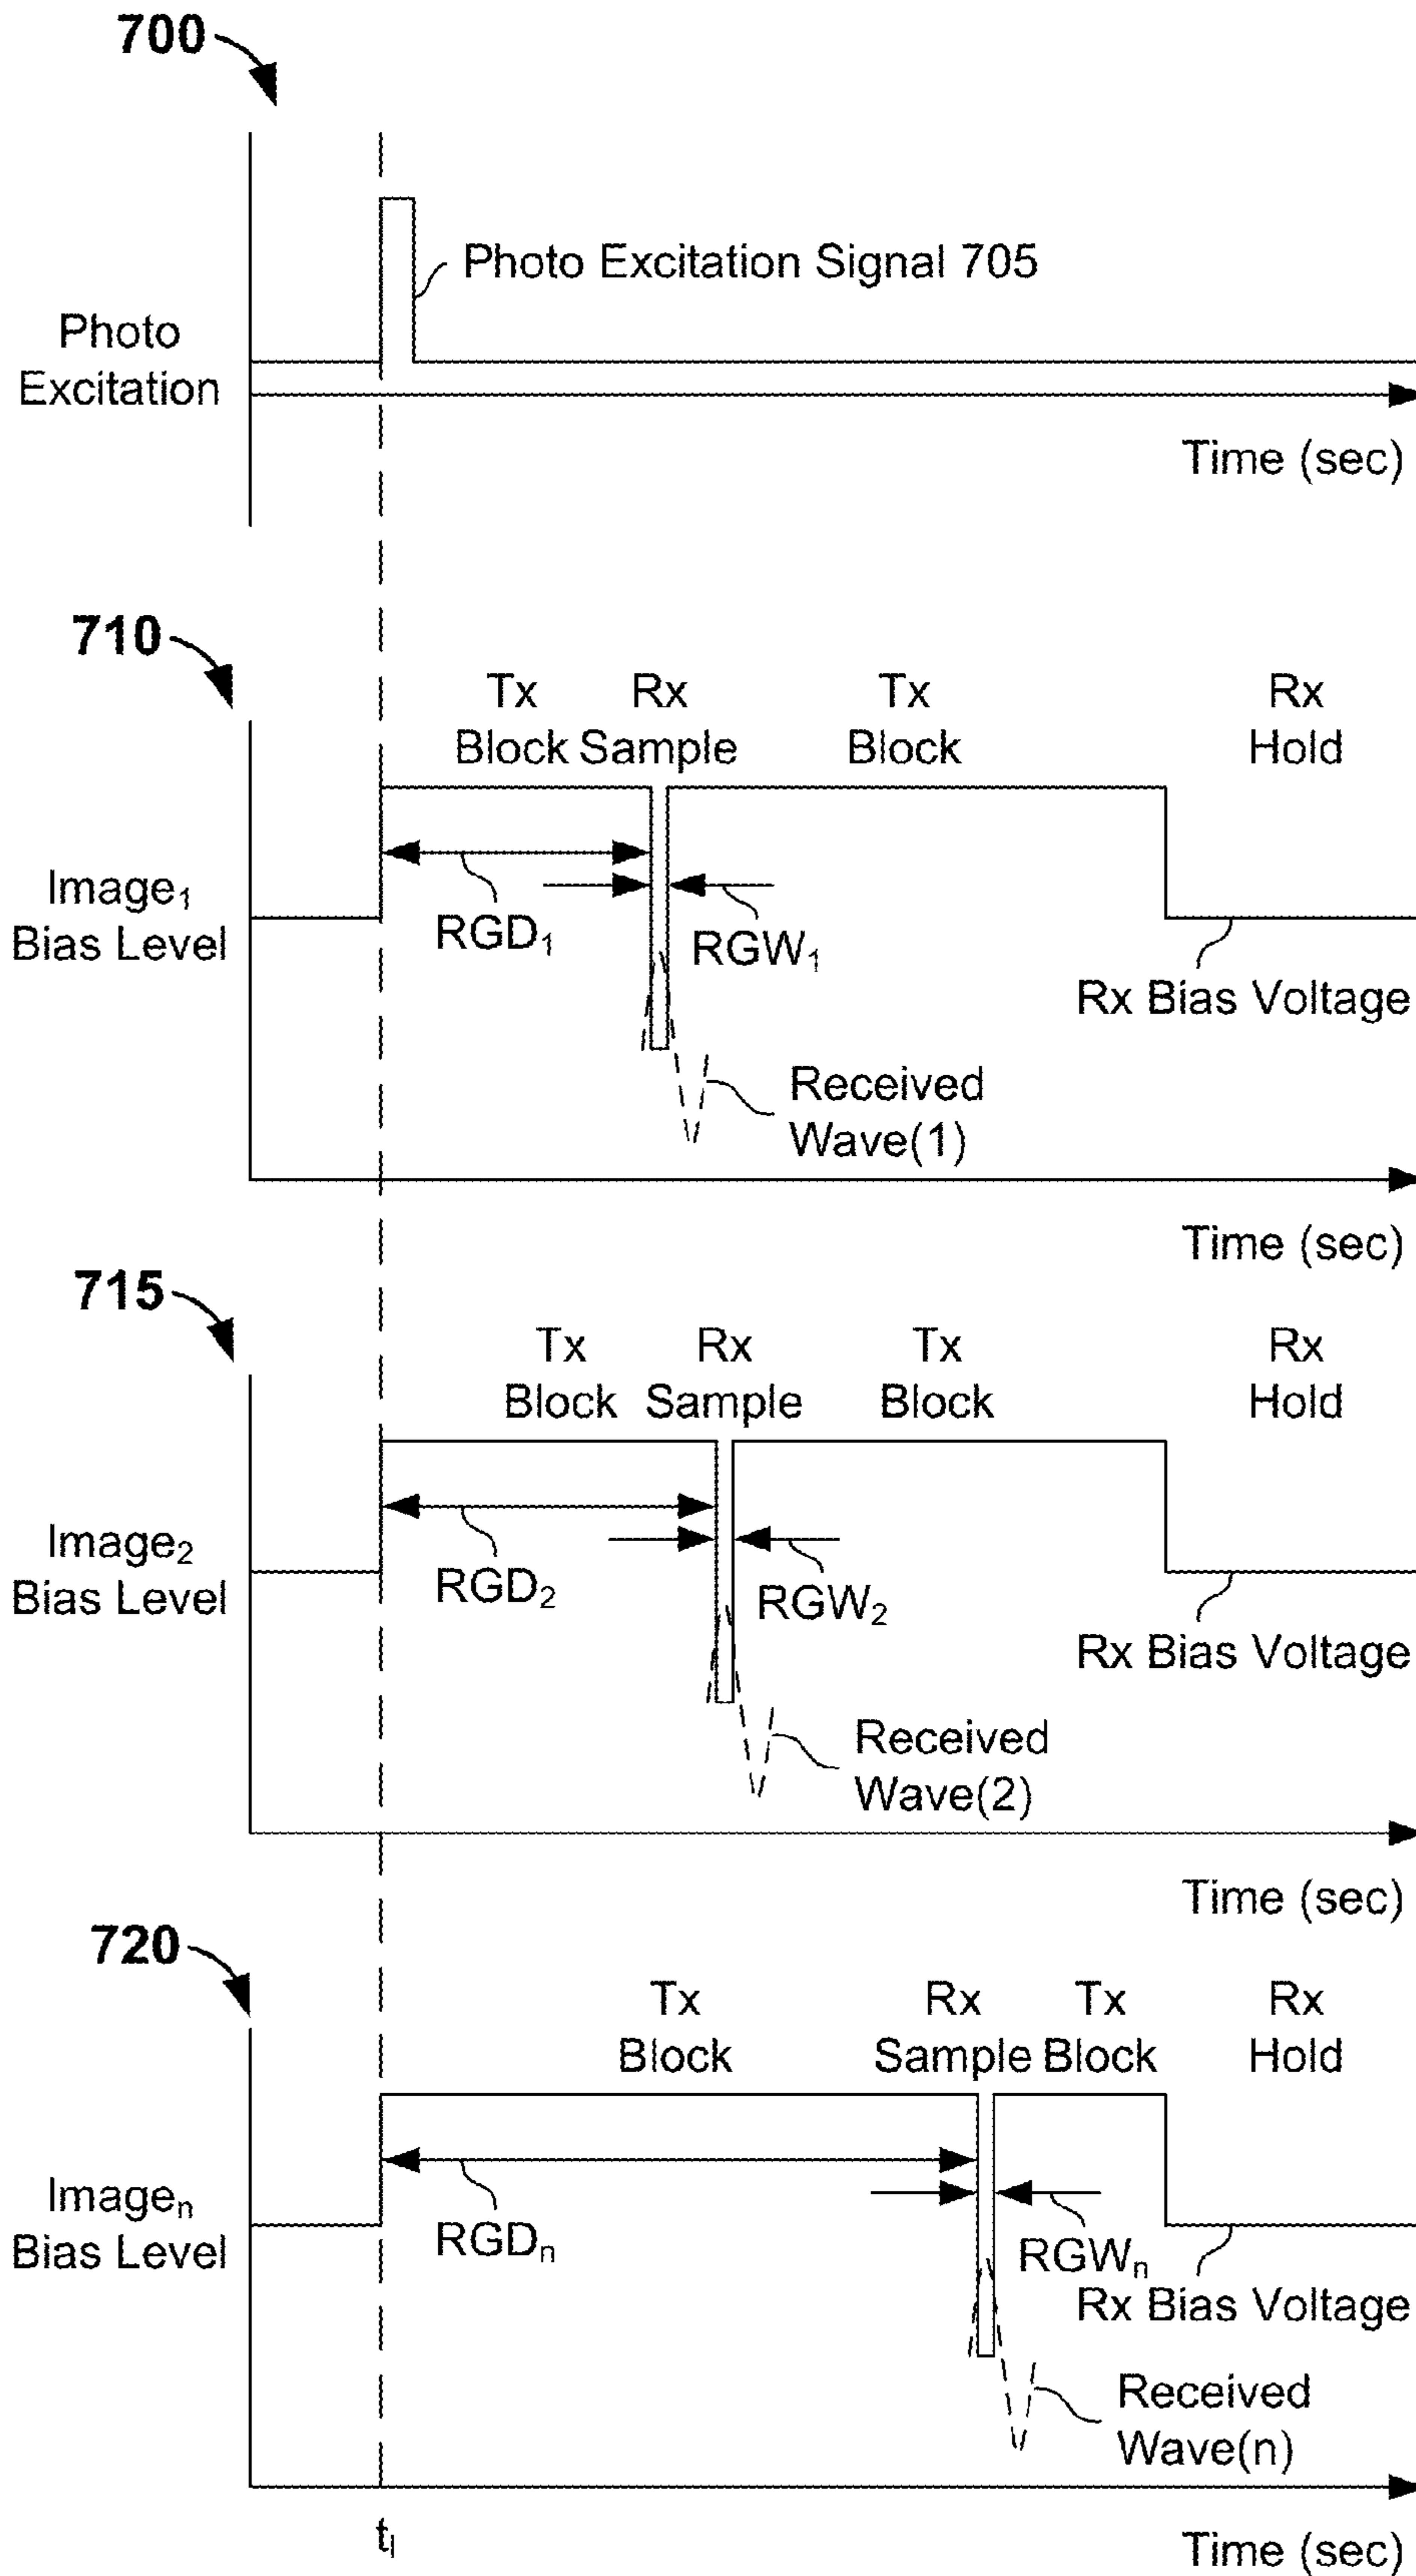 700
Photo Excitation Signal 705
Photo
Excitation
Time (sec)
710
Tx Rx Tx Rx
Block Sample Block Hold
Image₁
Bias Level
RGD₁
RGW₁
Rx Bias Voltage
Received
Wave(1)
Time (sec)
715
Tx Rx Tx Rx
Block Sample Block Hold
Image₂
Bias Level
RGD₂
RGW₂
Rx Bias Voltage
Received
Wave(2)
Time (sec)
720
Tx Rx Tx Rx
Block Sample Block Hold
Imageₙ
Bias Level
RGDₙ
RGWₙ
Rx Bias Voltage
Received
Wave(n)
t₁
Time (sec)